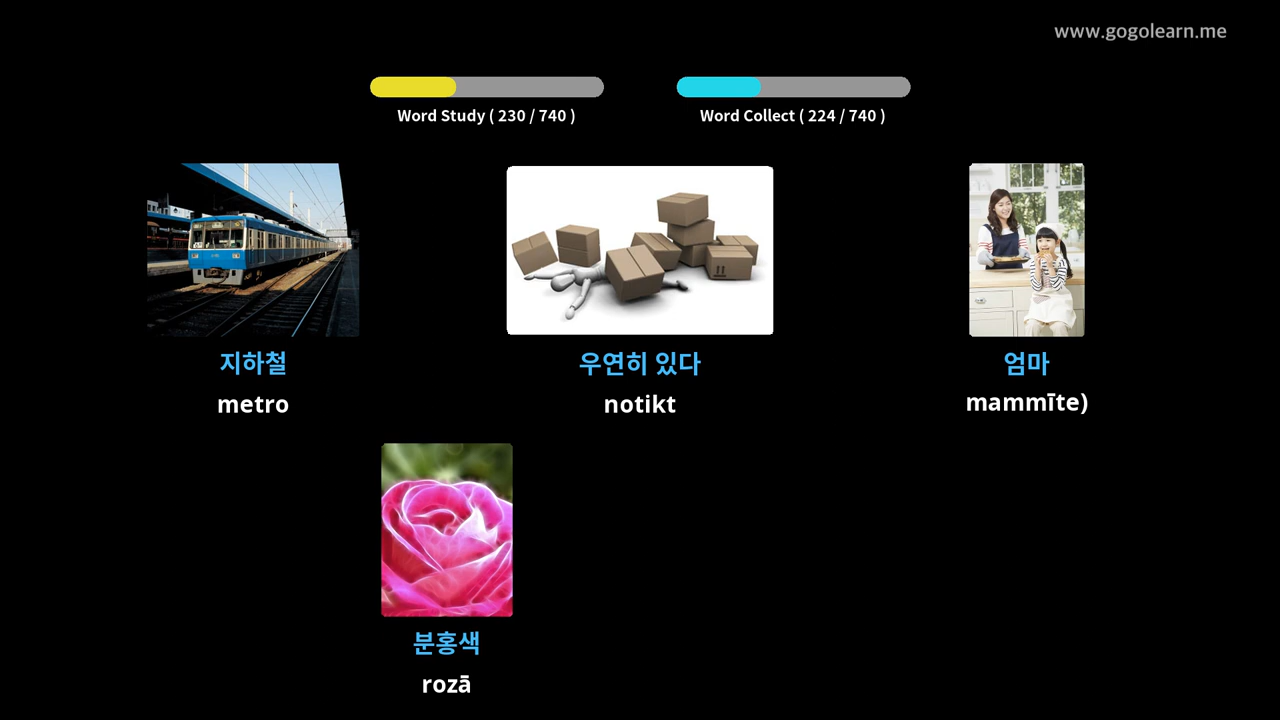 www.gogolearn.me
Word Study ( 230 / 740 )
Word Collect ( 224 / 740 )
지하철
metro
우연히 있다
notikt
엄마
mammīte)
분홍색
rozā